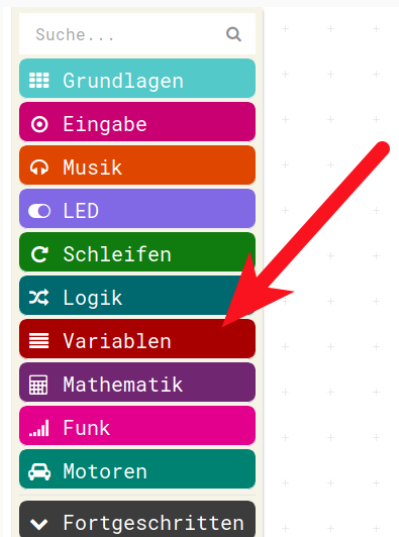 Suche...
Grundlagen
Eingabe
Musik
LED
Schleifen
Logik
Variablen
Mathematik
Funk
Motoren
Fortgeschritten